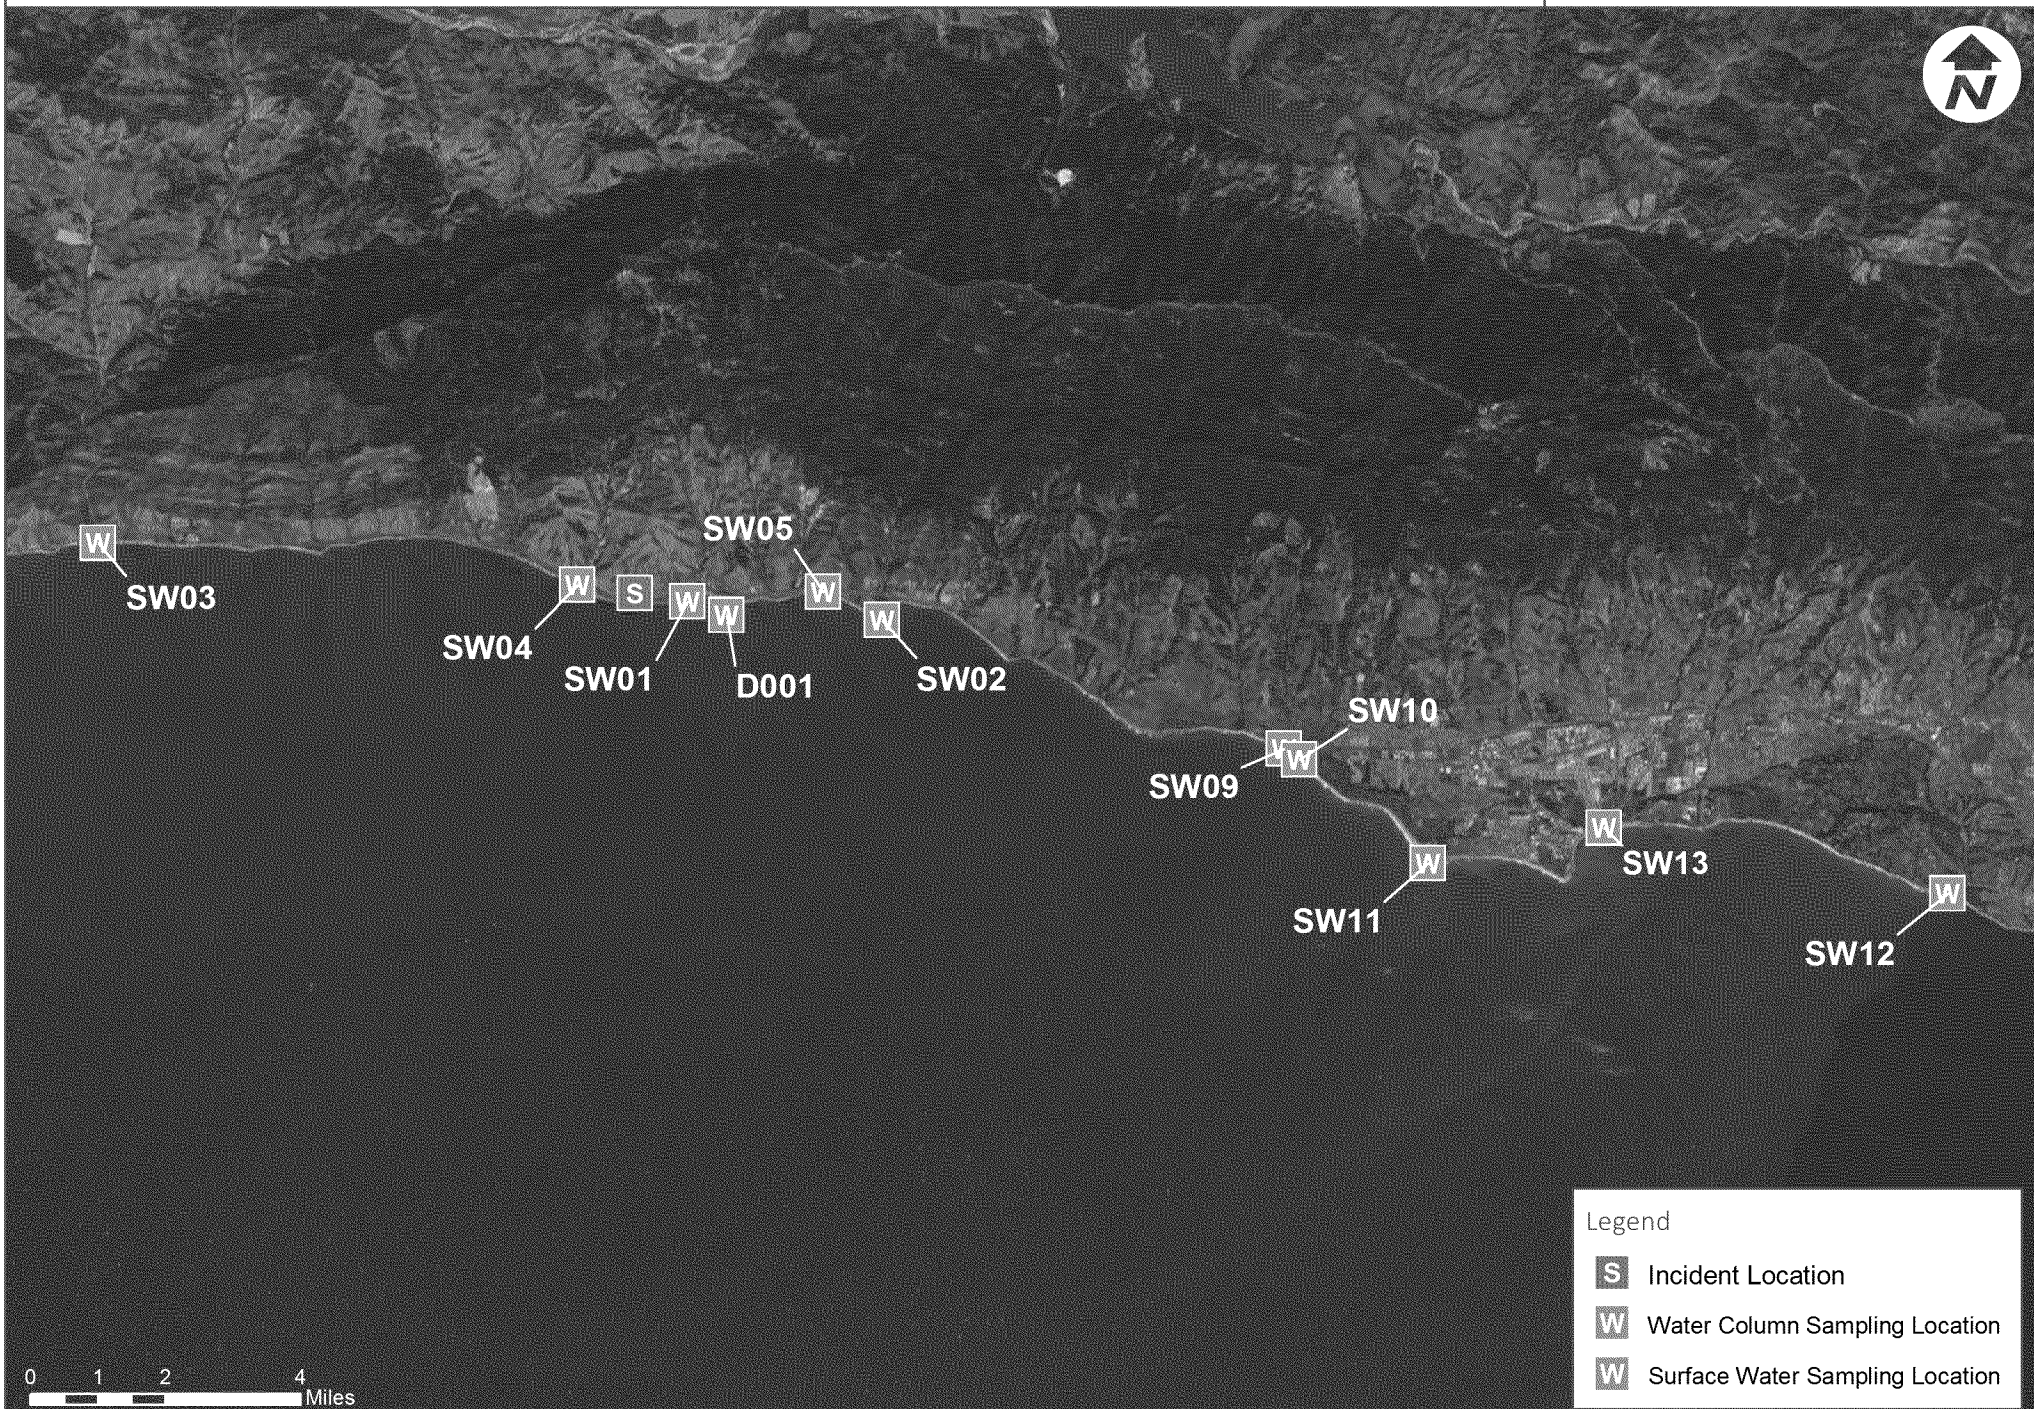 N
SW05
W
W
S
W
W
W
W
SW03
SW04
SW01
D001
SW02
SW10
W
W
SW09
W
SW13
W
SW11
W
SW12
Legend
S Incident Location
W Water Column Sampling Location
W Surface Water Sampling Location
0 1 2 4
Miles